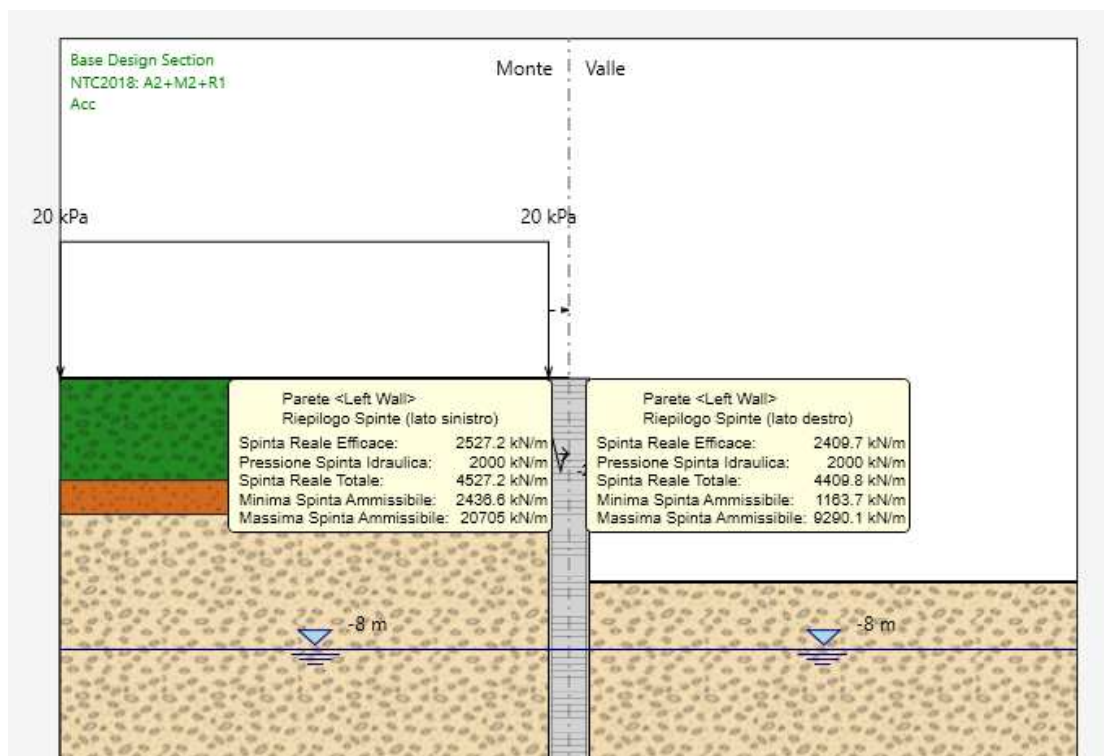 Base Design Section
NTC2018: A2+M2+R1
Acc
Monte
Valle
20 kPa
20 kPa
Parete <Left Wall>
Riepilogo Spinte (lato sinistro)
Spinta Reale Efficace: 2527.2 kN/m
Pressione Spinta Idraulica: 2000 kN/m
Spinta Reale Totale: 4527.2 kN/m
Minima Spinta Ammissibile: 2436.6 kN/m
Massima Spinta Ammissibile: 20705 kN/m
Parete <Left Wall>
Riepilogo Spinte (lato destro)
Spinta Reale Efficace: 2409.7 kN/m
Pressione Spinta Idraulica: 2000 kN/m
Spinta Reale Totale: 4409.8 kN/m
Minima Spinta Ammissibile: 1163.7 kN/m
Massima Spinta Ammissibile: 9290.1 kN/m
-8 m
-8 m